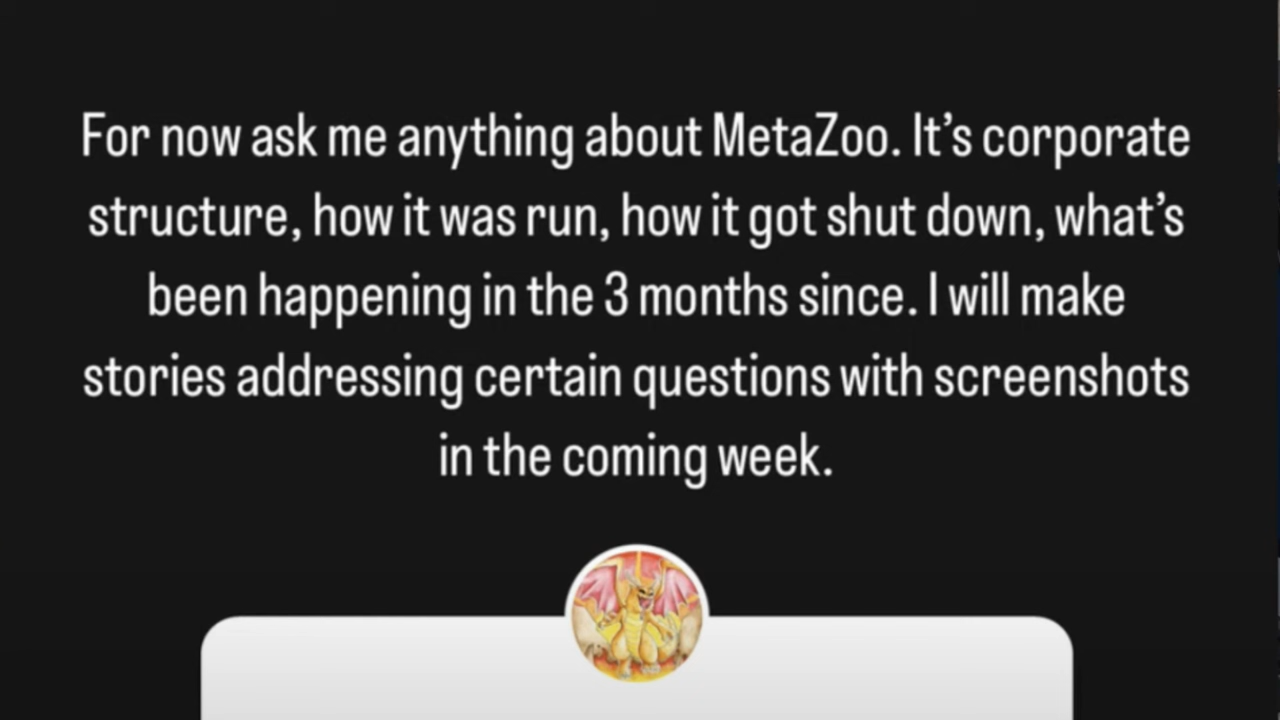 For now ask me anything about MetaZoo. It's corporate
structure, how it was run, how it got shut down, what's
been happening in the 3 months since. I will make
stories addressing certain questions with screenshots
in the coming week.